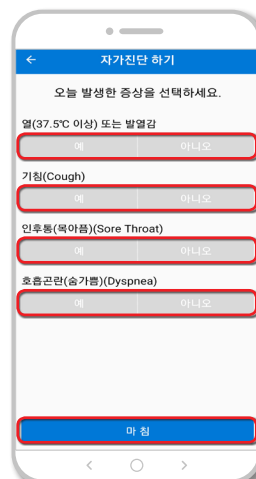 자가진단 하기
오늘 발생한 증상을 선택하세요.
열(37.5℃ 이상) 또는 발열감
예 아니오
기침(Cough)
예 아니오
인후통(목아픔)(Sore Throat)
예 아니오
호흡곤란(숨가쁨)(Dyspnea)
예 아니오
마 침